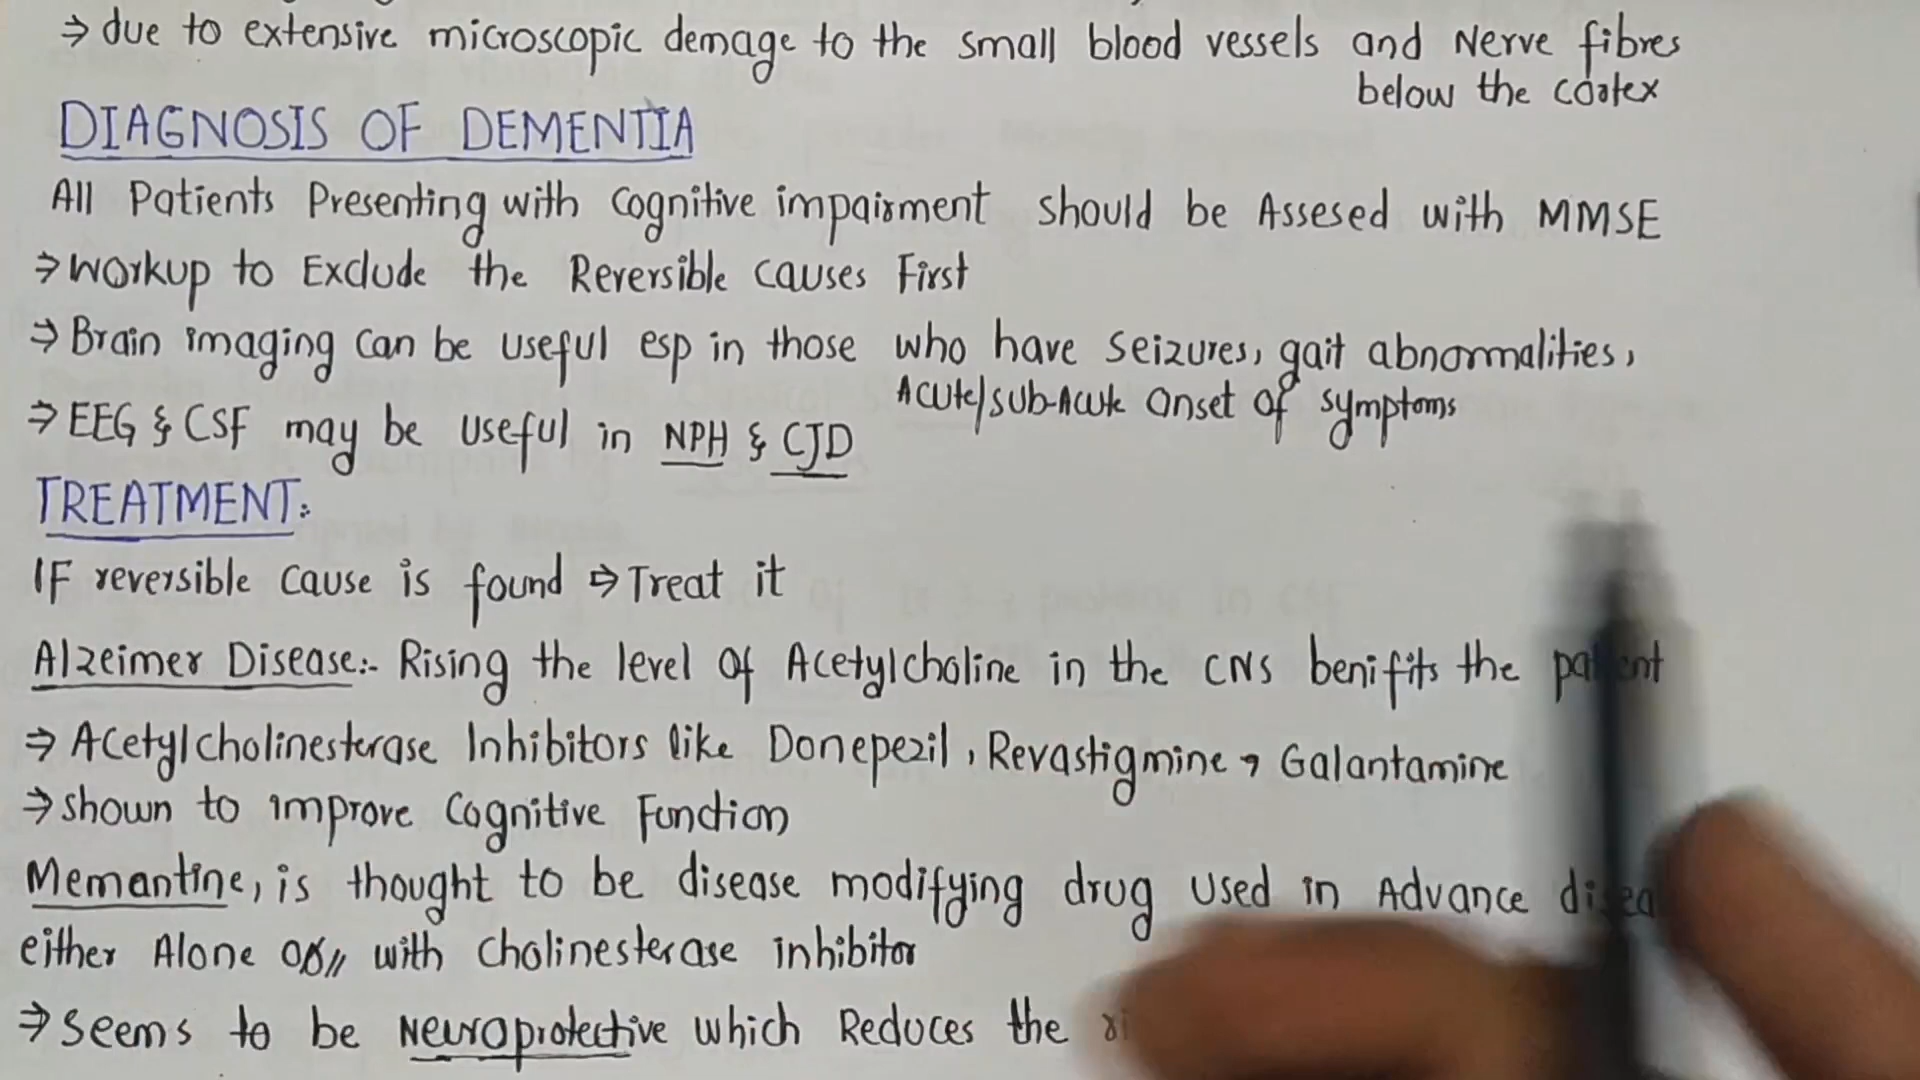 ⇒ due to extensive microscopic demage to the small blood vessels and Nerve fibres
below the cortex
DIAGNOSIS OF DEMENTIA
All Patients Presenting with Cognitive impairment should be Assesed with MMSE
⇒ Workup to Exclude the Reversible causes First
⇒ Brain imaging can be useful esp in those who have seizures, gait abnormalities,
Acute/sub-Acute Onset of symptoms
⇒ EEG & CSF may be useful in NPH & CJD
TREATMENT:
IF reversible cause is found ⇒ Treat it
Alzeimer Disease:- Rising the level of Acetylcholine in the CNS benifits the patient
⇒ Acetylcholinesterase Inhibitors like Donepezil, Revastigmine, Galantamine
⇒ shown to improve Cognitive Function
Memantine, is thought to be disease modifying drug used in Advance
either Alone OR with cholinesterase inhibitor
⇒ Seems to be Neuroprotective which Reduces the